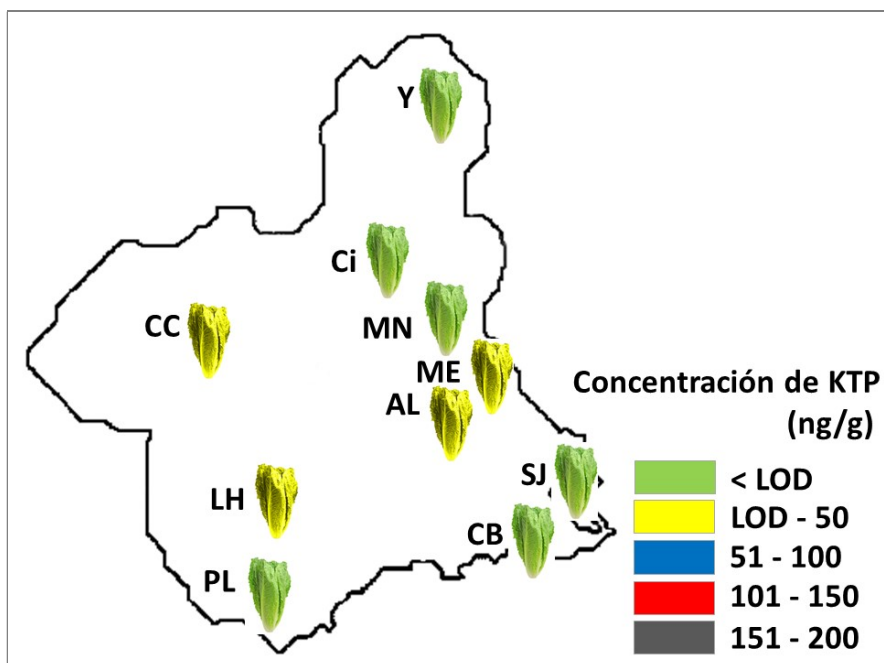 Y
Ci
CC
MN
ME
AL
Concentración de KTP
(ng/g)
SJ
LH
CB
PL
< LOD
LOD - 50
51 - 100
101 - 150
151 - 200